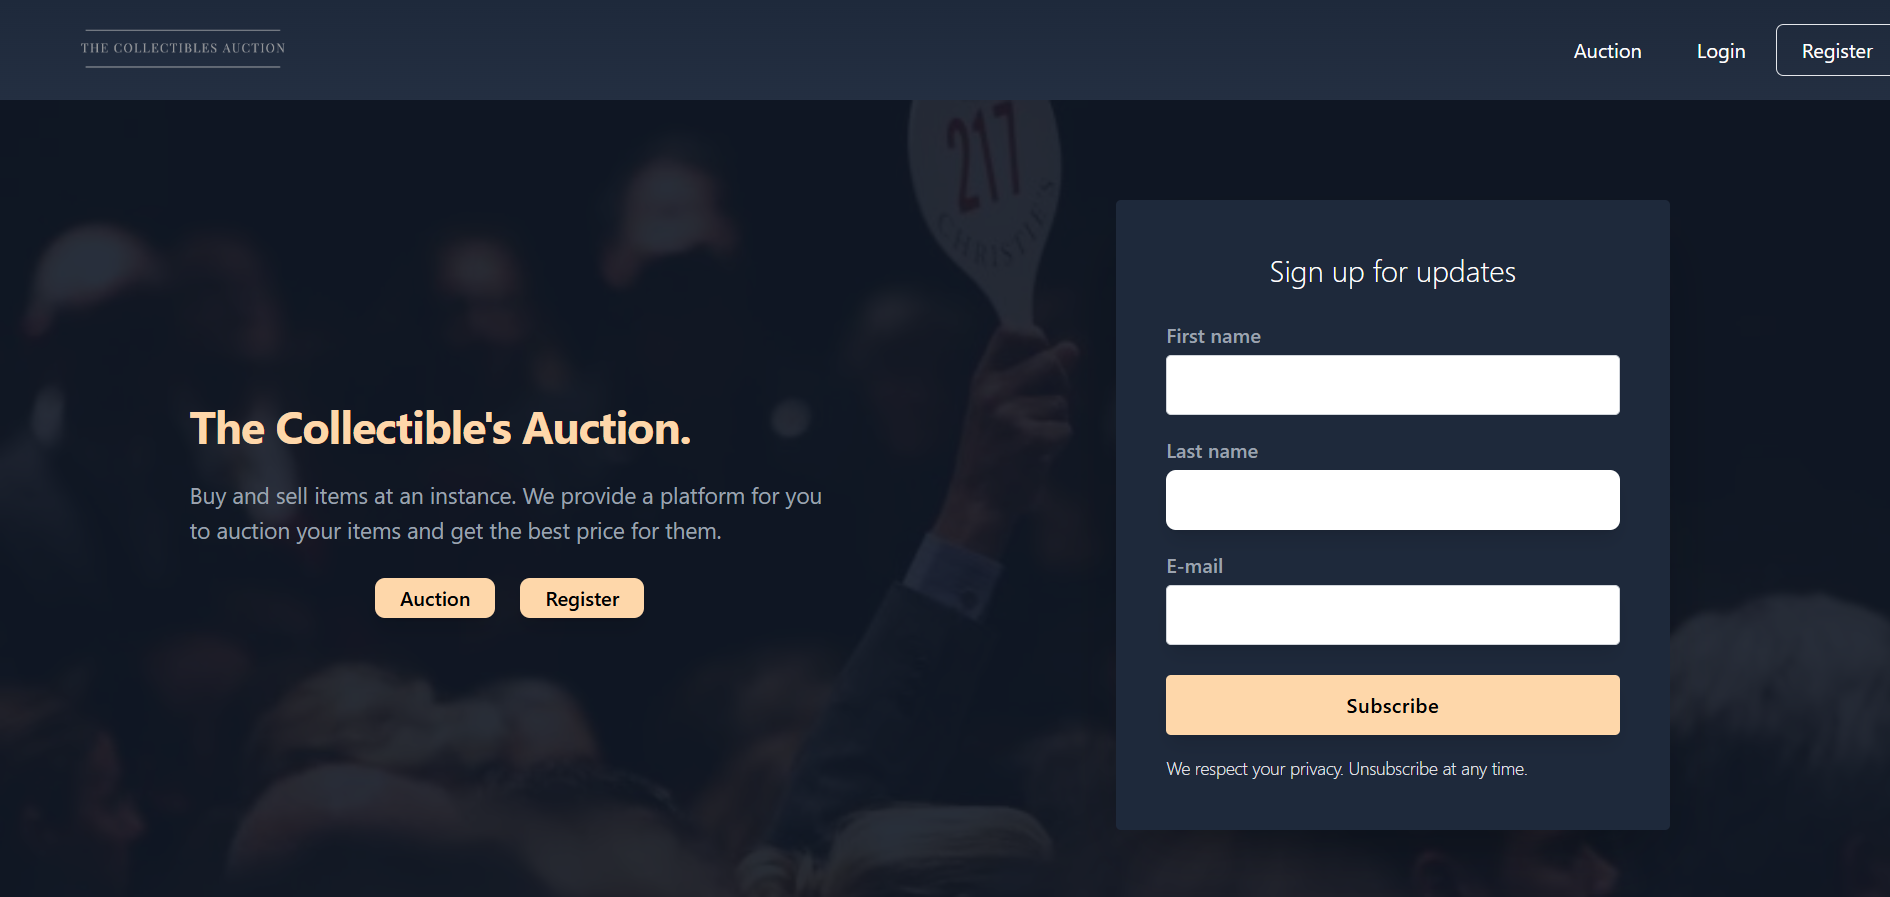 THE COLLECTIBLES AUCTION
Auction
Login
Register
217
CHRISTIE'S
The Collectible's Auction.
Buy and sell items at an instance. We provide a platform for you
to auction your items and get the best price for them.
Auction
Register
Sign up for updates
First name
Last name
E-mail
Subscribe
We respect your privacy. Unsubscribe at any time.